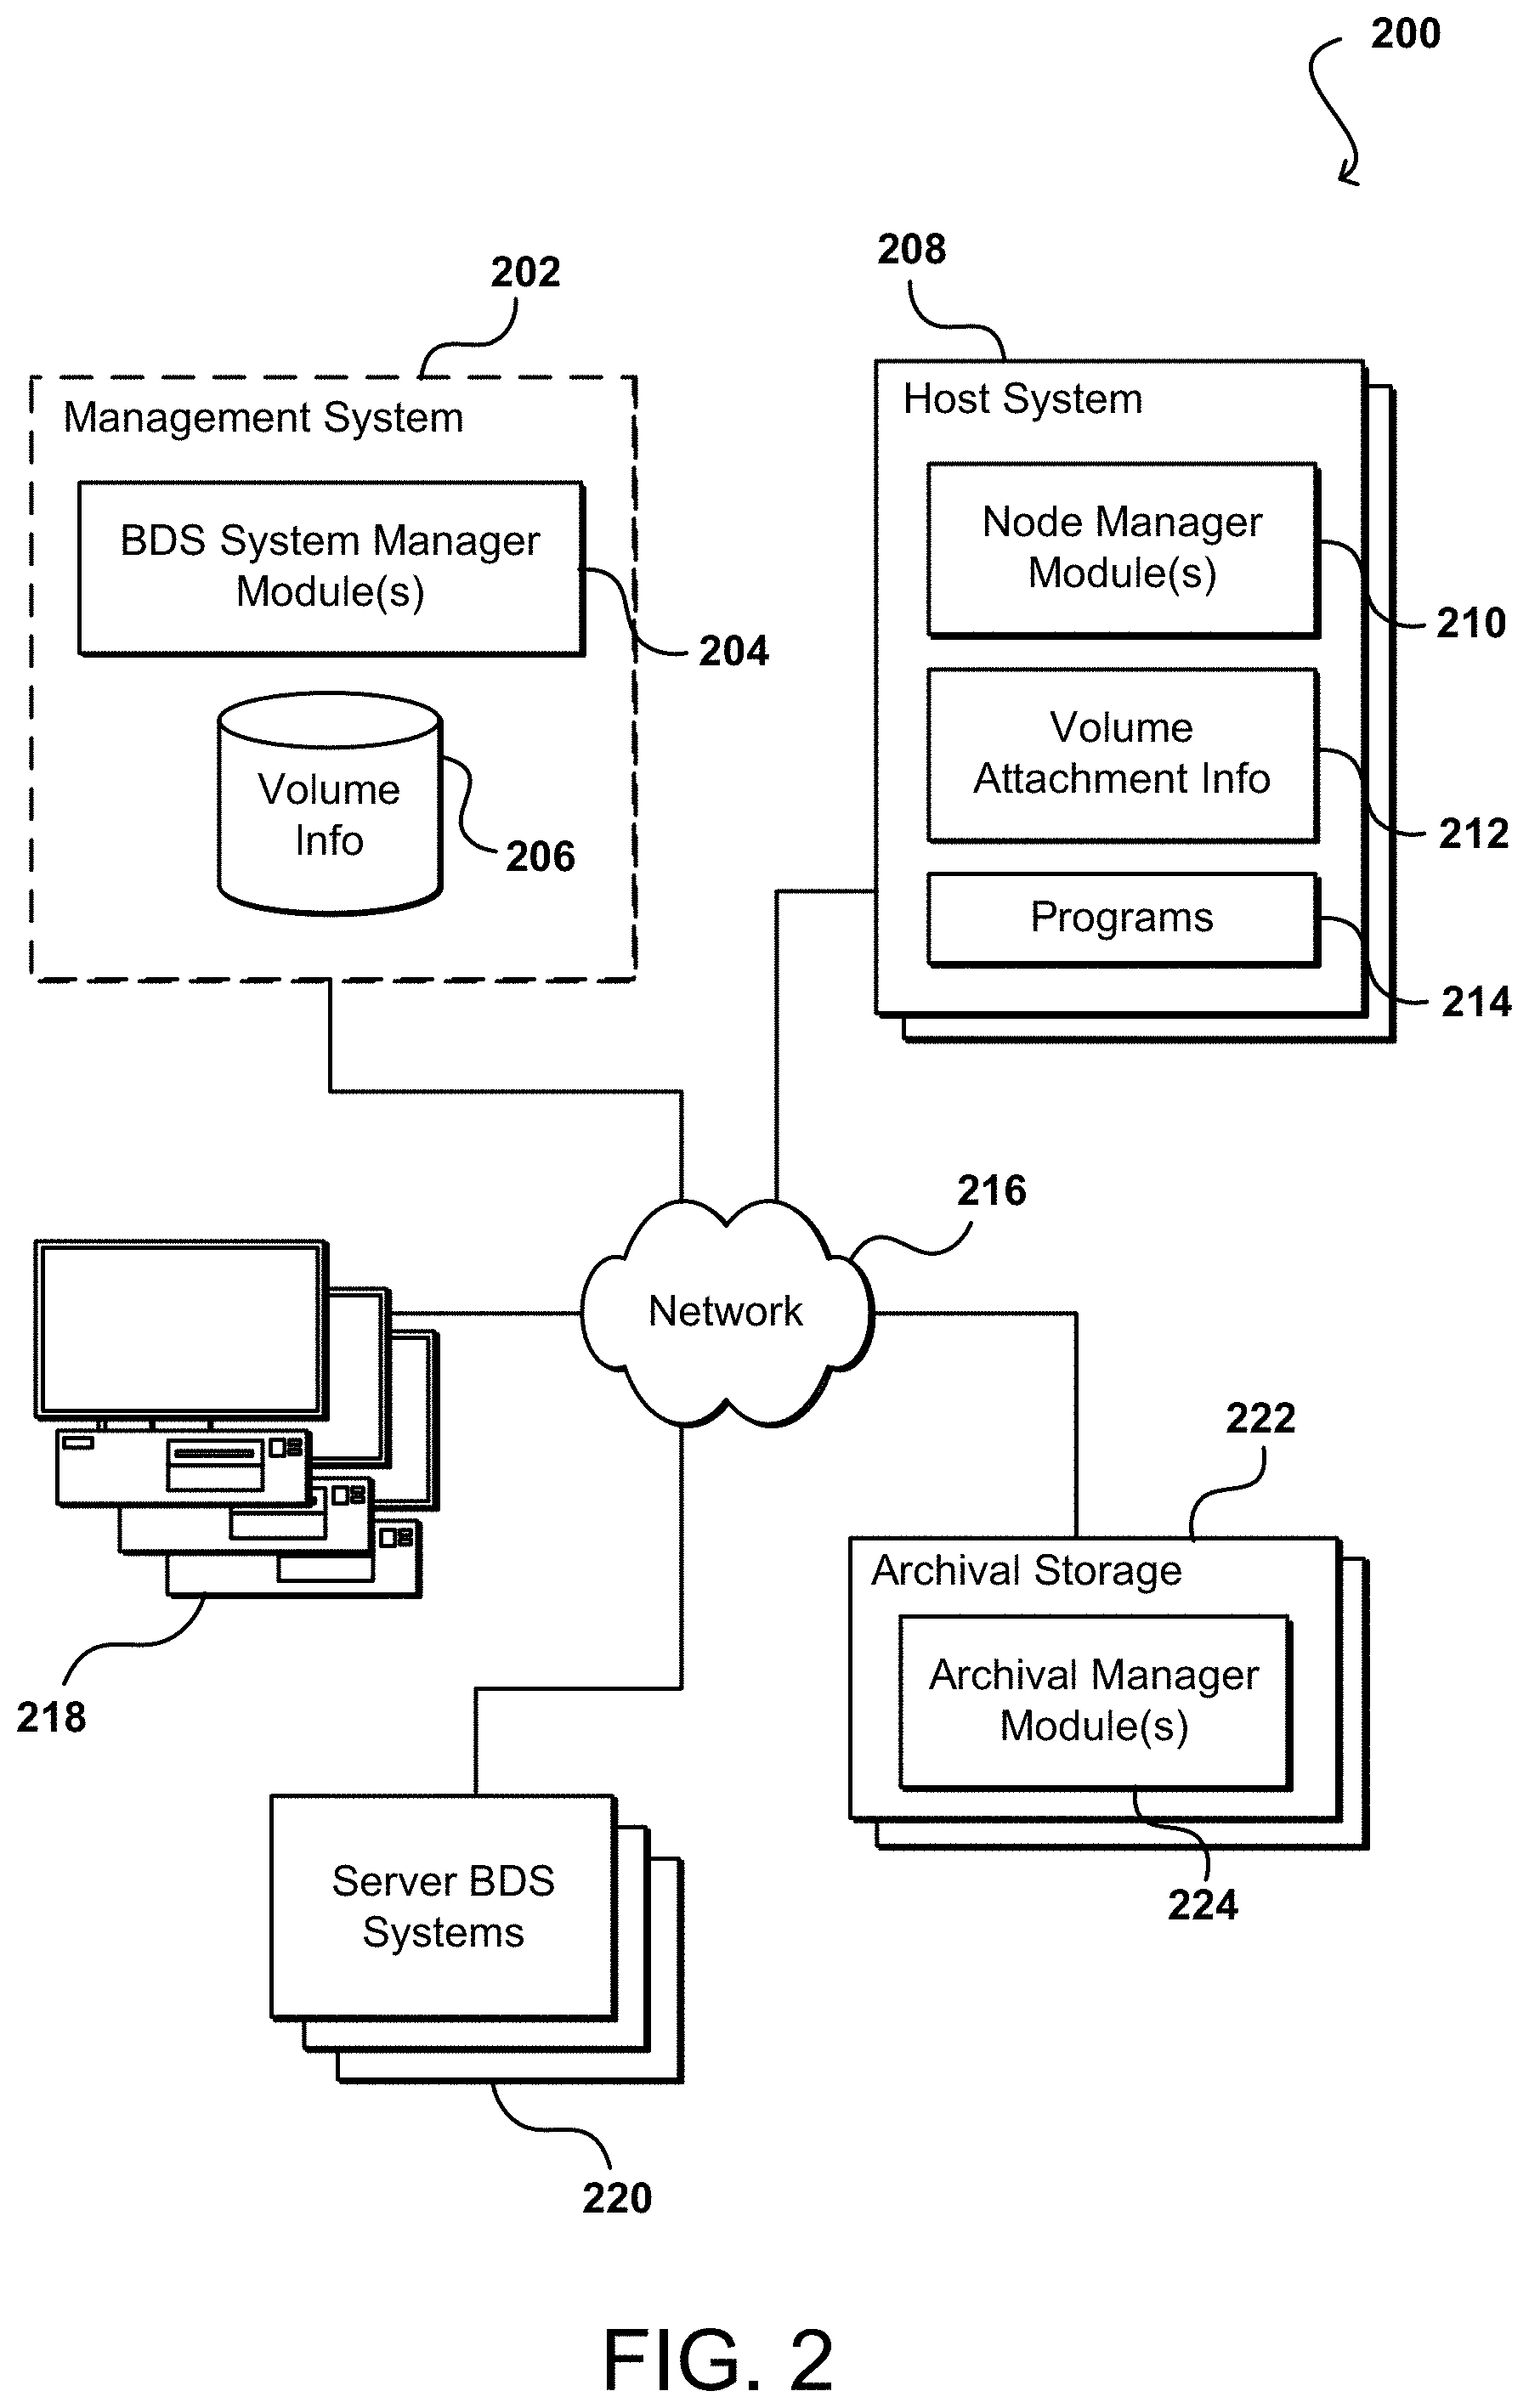 200
202
208
Management System
Host System
BDS System Manager
Module(s)
204
Node Manager
Module(s)
210
Volume
Info
206
Volume
Attachment Info
212
Programs
214
216
Network
218
222
Archival Storage
Archival Manager
Module(s)
224
Server BDS
Systems
220
FIG. 2